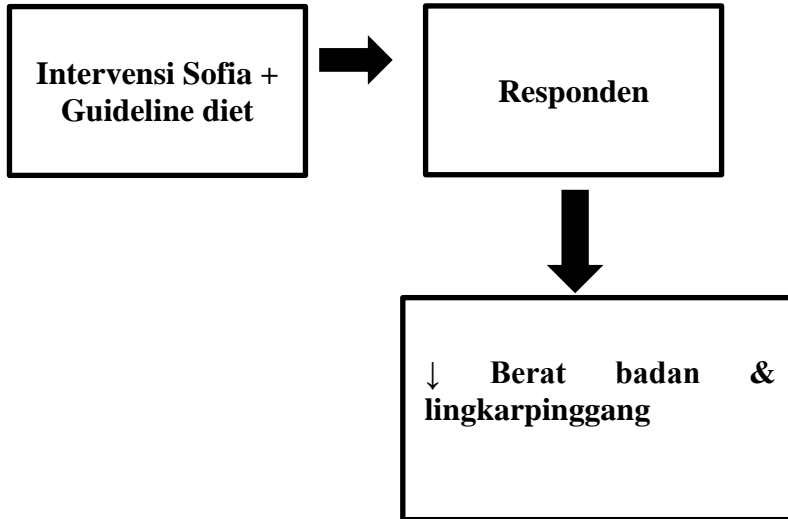 Intervensi Sofia +
Guideline diet
Responden
↓ Berat badan &
lingkarpinggang